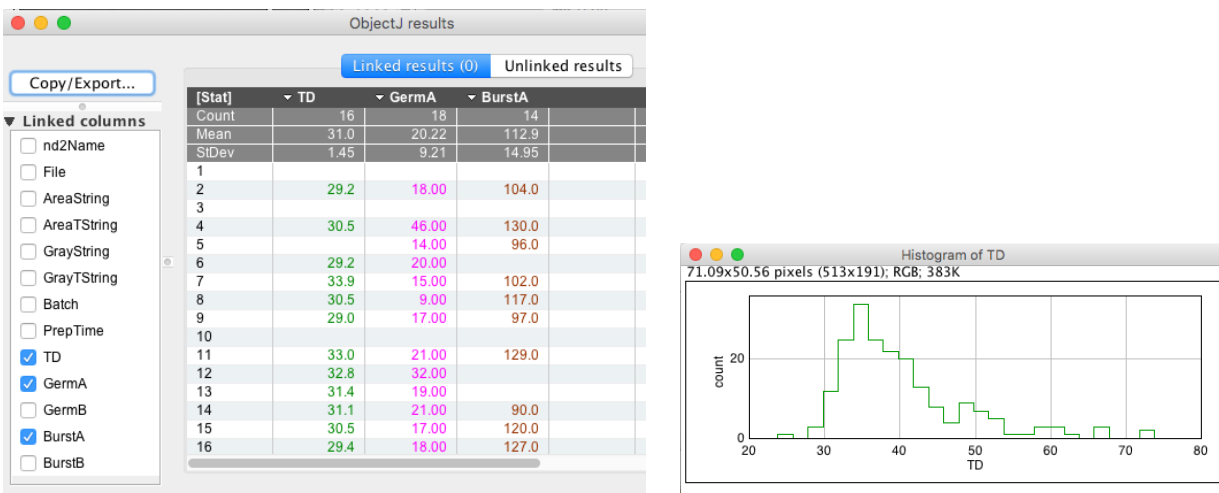 ObjectJ results
Linked results (0) Unlinked results
Copy/Export...
Linked columns
nd2Name
File
AreaString
AreaTString
GrayString
GrayTString
Batch
PrepTime
TD
GermA
GermB
BurstA
BurstB
[Stat] TD GermA BurstA
Count 16 18 14
Mean 31.0 20.22 112.9
StDev 1.45 9.21 14.95
1
2 29.2 18.00 104.0
3
4 30.5 46.00 130.0
5 14.00 96.0
6 29.2 20.00
7 33.9 15.00 102.0
8 30.5 9.00 117.0
9 29.0 17.00 97.0
10
11 33.0 21.00 129.0
12 32.8 32.00
13 31.4 19.00
14 31.1 21.00 90.0
15 30.5 17.00 120.0
16 29.4 18.00 127.0
Histogram of TD
71.09x50.56 pixels (513x191); RGB; 383K
count
20
0
20 30 40 50 60 70 80
TD